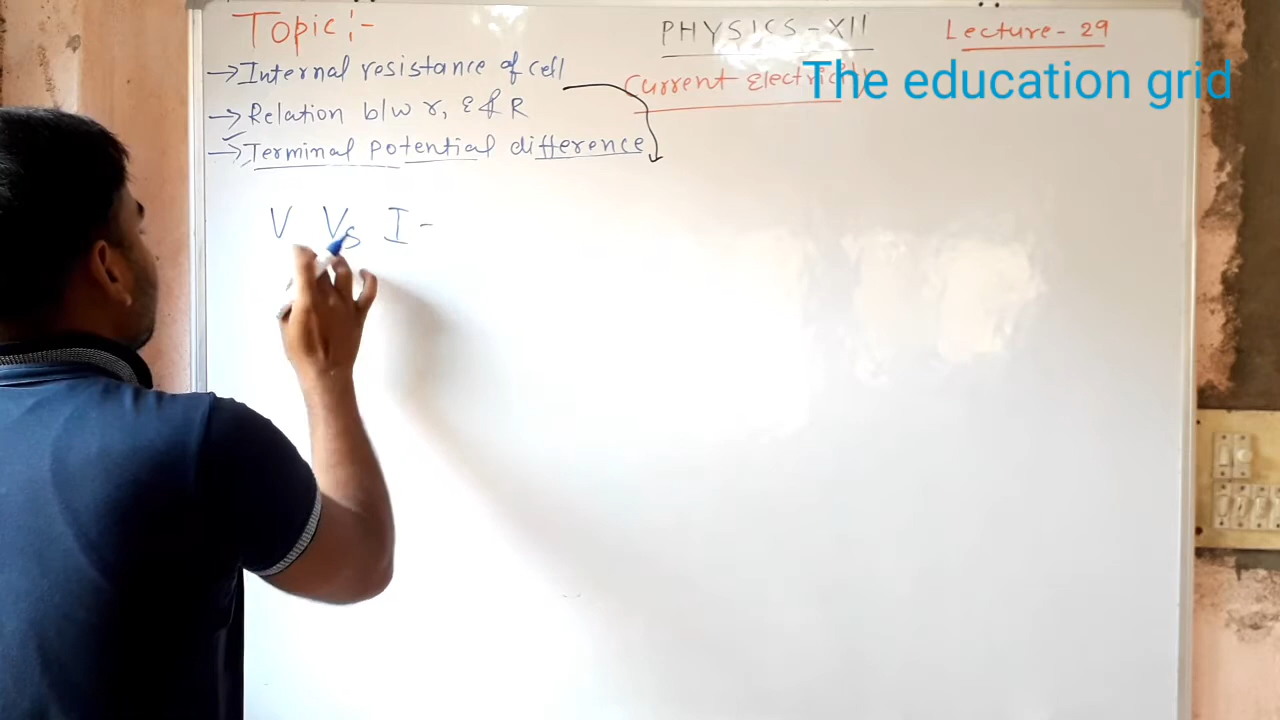 Topic :-
PHYSICS - XII
Lecture - 29
→ Internal resistance of cell
Current Electricity
The education grid
→ Relation b/w r, ε & R
→ Terminal potential difference
V Vs I -